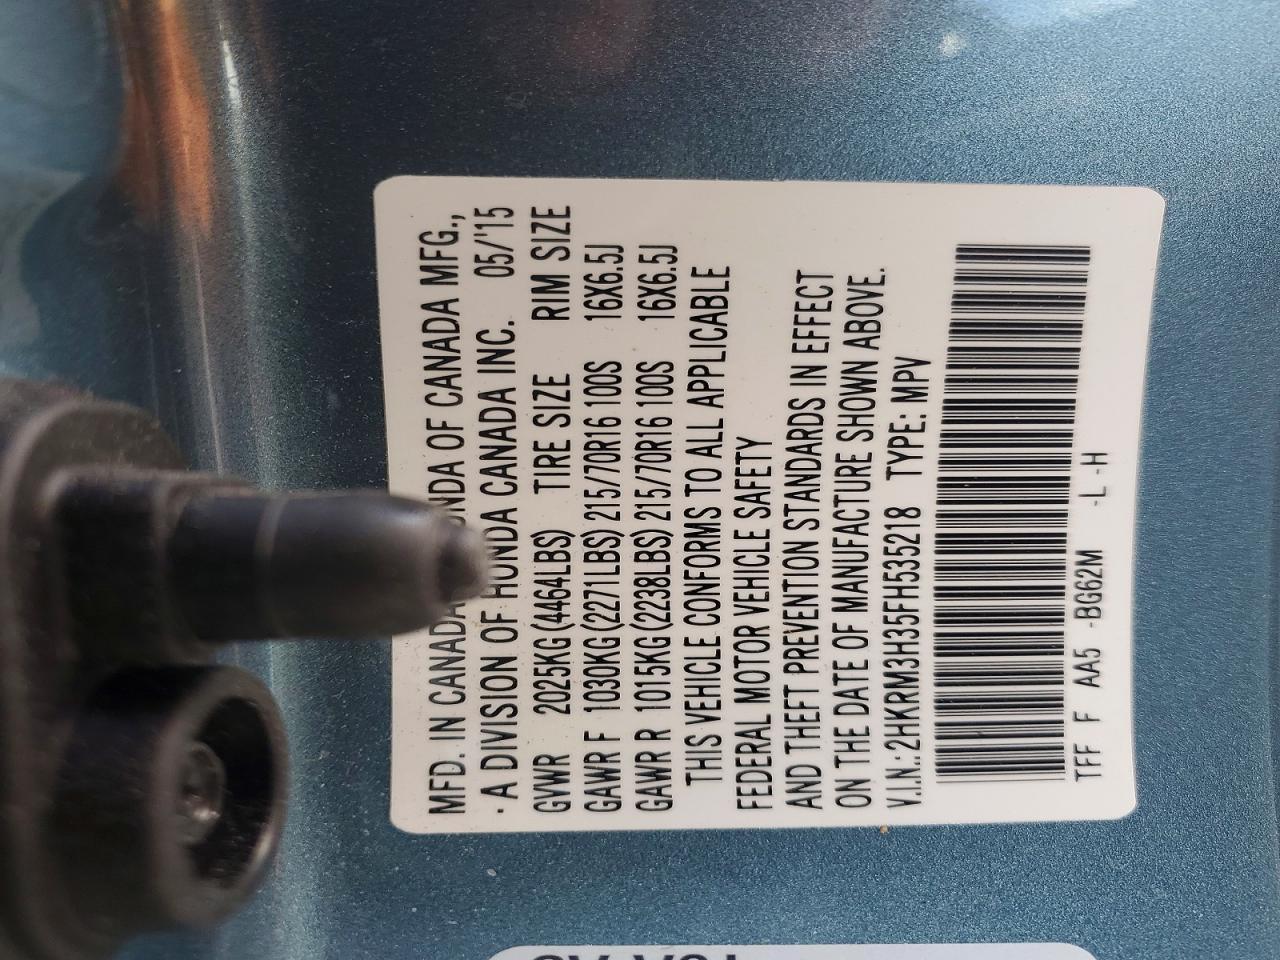 MFD. IN CANADA HONDA OF CANADA MFG.,
A DIVISION OF HONDA CANADA INC. 05/'15
GVWR 2025KG (4464LBS) TIRE SIZE RIM SIZE
GAWR F 1030KG (2271LBS) 215/70R16 100S 16X6.5J
GAWR R 1015KG (2238LBS) 215/70R16 100S 16X6.5J
THIS VEHICLE CONFORMS TO ALL APPLICABLE
FEDERAL MOTOR VEHICLE SAFETY
AND THEFT PREVENTION STANDARDS IN EFFECT
ON THE DATE OF MANUFACTURE SHOWN ABOVE.
V.I.N.: 2HKRM3H35FH535218 TYPE: MPV
TFF F AA5 -BG62M -L -H